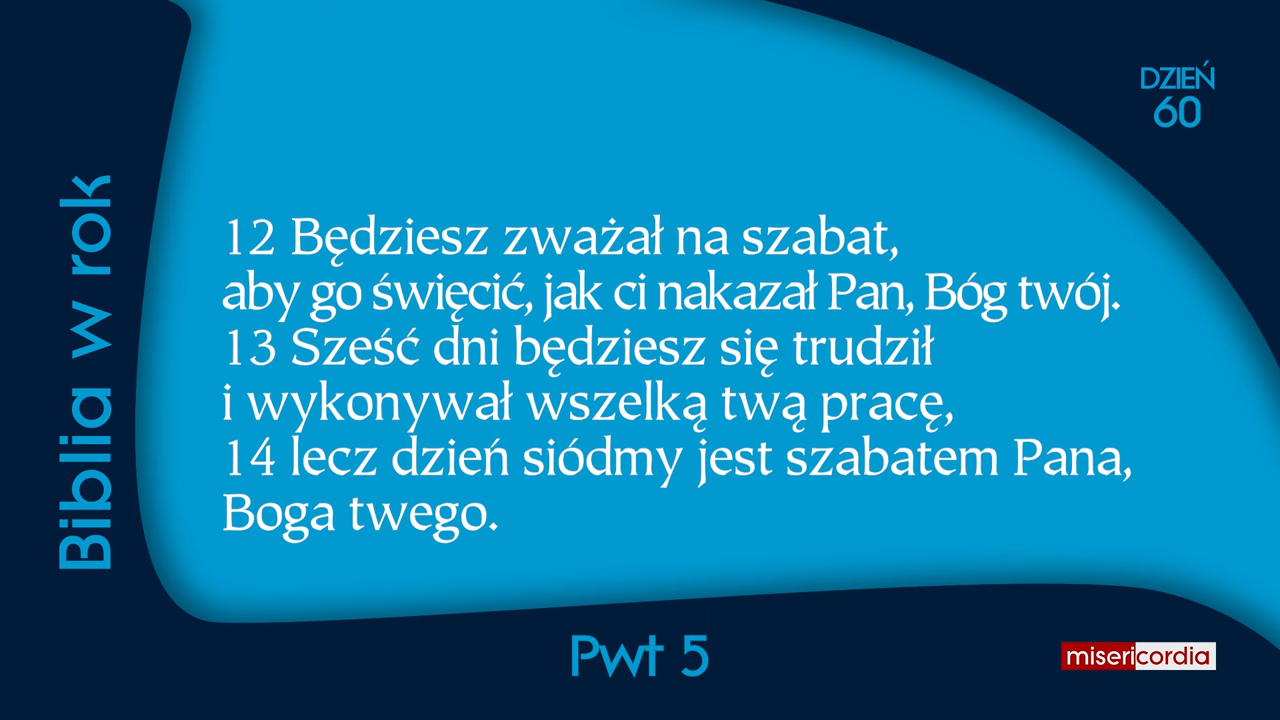 DZIEŃ
60
Biblia w rok
12 Będziesz zważał na szabat,
aby go święcić, jak ci nakazał Pan, Bóg twój.
13 Sześć dni będziesz się trudził
i wykonywał wszelką twą pracę,
14 lecz dzień siódmy jest szabatem Pana,
Boga twego.
Pwt 5
misericordia